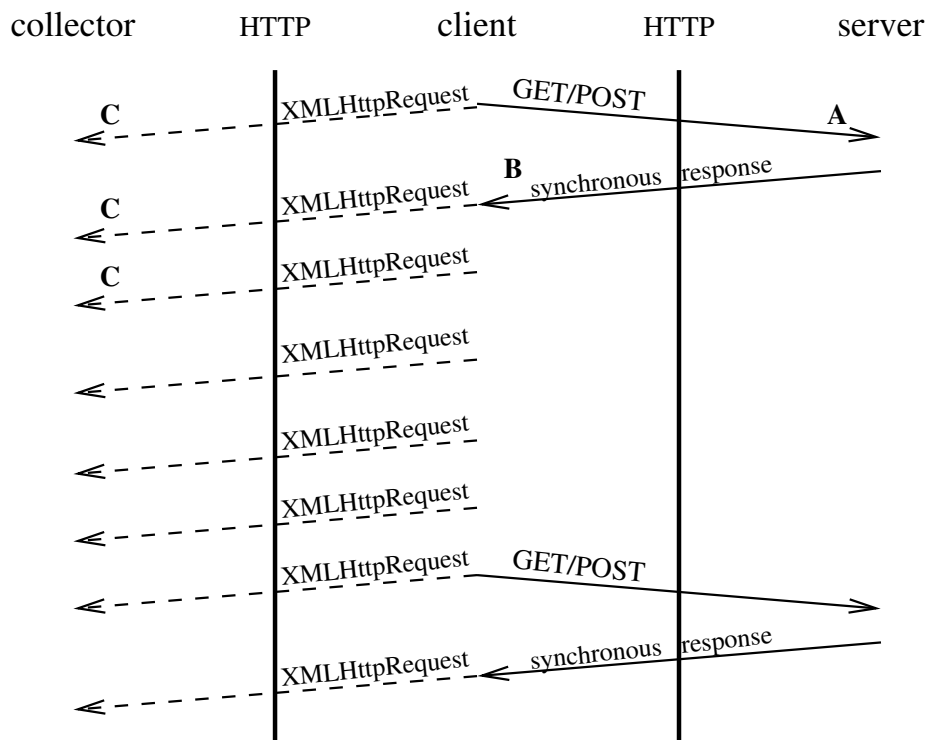 collector HTTP client HTTP server
C XMLHttpRequest GET/POST A
B synchronous response
C XMLHttpRequest
C XMLHttpRequest
XMLHttpRequest
XMLHttpRequest
XMLHttpRequest
XMLHttpRequest GET/POST
XMLHttpRequest synchronous response